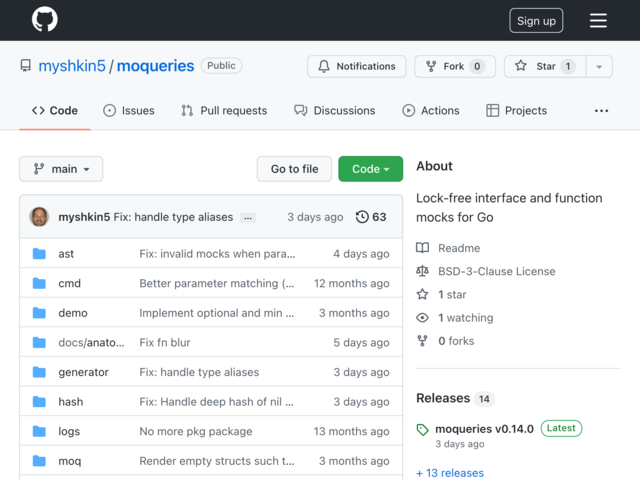 Sign up
myshkin5 / moqueries Public
Notifications Fork 0 Star 1
Code Issues Pull requests Discussions Actions Projects ...
main Go to file Code
myshkin5 Fix: handle type aliases ... 3 days ago 63
ast Fix: invalid mocks when para... 4 days ago
cmd Better parameter matching (... 12 months ago
demo Implement optional and min ... 3 months ago
docs/anato... Fix fn blur 5 days ago
generator Fix: handle type aliases 3 days ago
hash Fix: Handle deep hash of nil ... 3 days ago
logs No more pkg package 13 months ago
moq Render empty structs such t... 3 months ago
About
Lock-free interface and function
mocks for Go
Readme
BSD-3-Clause License
1 star
1 watching
0 forks
Releases 14
moqueries v0.14.0 Latest
3 days ago
+ 13 releases